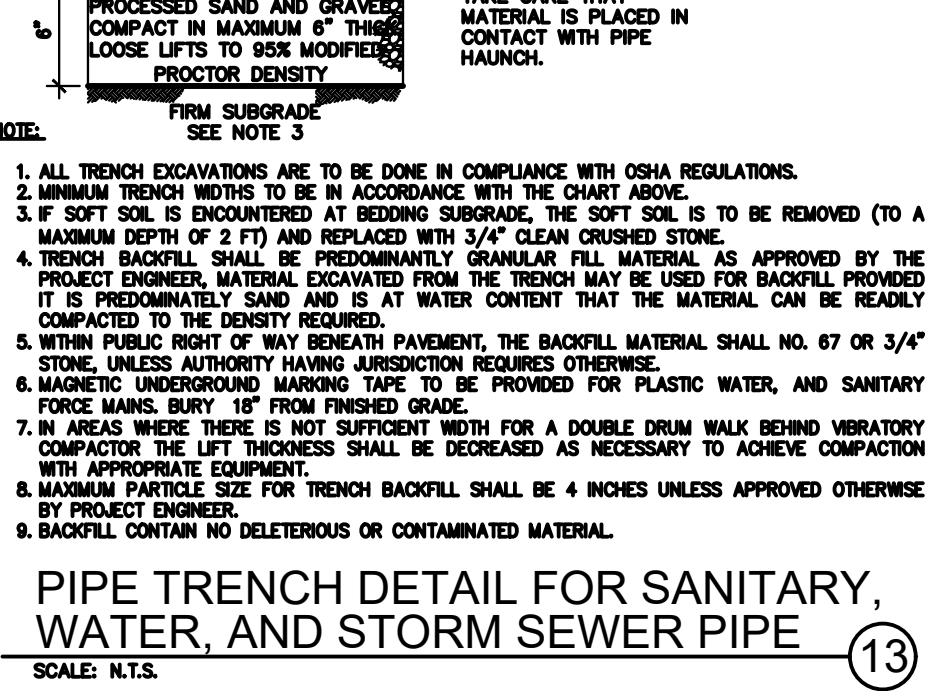 PROCESSED SAND AND GRAVEL
COMPACT IN MAXIMUM 6" THICK
LOOSE LIFTS TO 95% MODIFIED
PROCTOR DENSITY
6"
MATERIAL IS PLACED IN
CONTACT WITH PIPE
HAUNCH.
FIRM SUBGRADE
SEE NOTE 3
NOTE:
1. ALL TRENCH EXCAVATIONS ARE TO BE DONE IN COMPLIANCE WITH OSHA REGULATIONS.
2. MINIMUM TRENCH WIDTHS TO BE IN ACCORDANCE WITH THE CHART ABOVE.
3. IF SOFT SOIL IS ENCOUNTERED AT BEDDING SUBGRADE, THE SOFT SOIL IS TO BE REMOVED (TO A
MAXIMUM DEPTH OF 2 FT) AND REPLACED WITH 3/4" CLEAN CRUSHED STONE.
4. TRENCH BACKFILL SHALL BE PREDOMINANTLY GRANULAR FILL MATERIAL AS APPROVED BY THE
PROJECT ENGINEER, MATERIAL EXCAVATED FROM THE TRENCH MAY BE USED FOR BACKFILL PROVIDED
IT IS PREDOMINATELY SAND AND IS AT WATER CONTENT THAT THE MATERIAL CAN BE READILY
COMPACTED TO THE DENSITY REQUIRED.
5. WITHIN PUBLIC RIGHT OF WAY BENEATH PAVEMENT, THE BACKFILL MATERIAL SHALL NO. 67 OR 3/4"
STONE, UNLESS AUTHORITY HAVING JURISDICTION REQUIRES OTHERWISE.
6. MAGNETIC UNDERGROUND MARKING TAPE TO BE PROVIDED FOR PLASTIC WATER, AND SANITARY
FORCE MAINS. BURY 18" FROM FINISHED GRADE.
7. IN AREAS WHERE THERE IS NOT SUFFICIENT WIDTH FOR A DOUBLE DRUM WALK BEHIND VIBRATORY
COMPACTOR THE LIFT THICKNESS SHALL BE DECREASED AS NECESSARY TO ACHIEVE COMPACTION
WITH APPROPRIATE EQUIPMENT.
8. MAXIMUM PARTICLE SIZE FOR TRENCH BACKFILL SHALL BE 4 INCHES UNLESS APPROVED OTHERWISE
BY PROJECT ENGINEER.
9. BACKFILL CONTAIN NO DELETERIOUS OR CONTAMINATED MATERIAL.
PIPE TRENCH DETAIL FOR SANITARY,
WATER, AND STORM SEWER PIPE
13
SCALE: N.T.S.